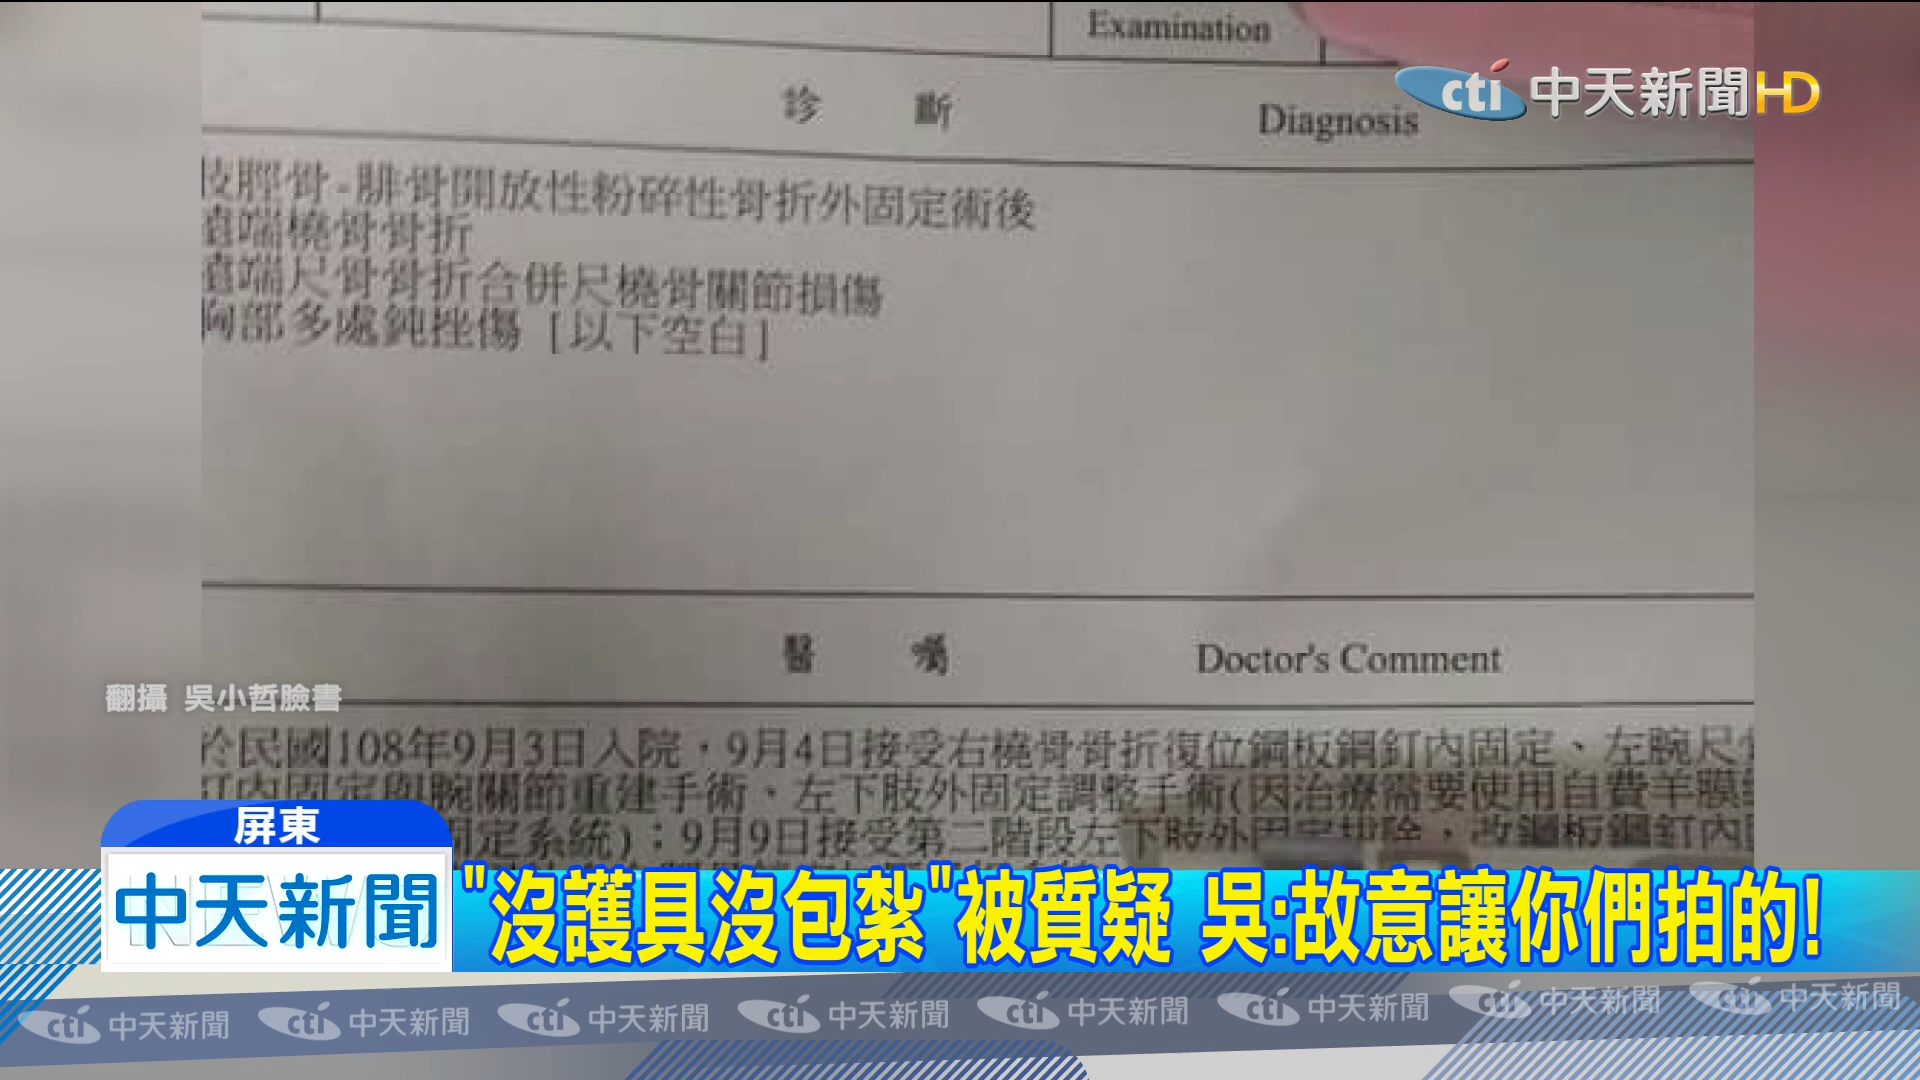 Examination
cti 中天新聞HD
診 斷 Diagnosis
肢脛骨-腓骨開放性粉碎性骨折外固定術後
遠端橈骨骨折
遠端尺骨骨折合併尺橈骨關節損傷
胸部多處鈍挫傷 [以下空白]
醫 囑 Doctor's Comment
翻攝 吳小哲臉書
於民國108年9月3日入院,9月4日接受右橈骨骨折復位鋼板鋼釘內固定、左腕尺
釘內固定與腕關節重建手術、左下肢外固定調整手術(因治療需要使用自費羊膜
固定系統);9月9日接受第二階段左下肢外固定拆除,改鋼板鋼釘內
屏東
中天新聞
"沒護具沒包紮"被質疑 吳:故意讓你們拍的!
cti 中天新聞 cti 中天新聞 cti 中天新聞 cti 中天新聞 cti 中天新聞 cti 中天新聞 cti 中天新聞 cti 中天新聞